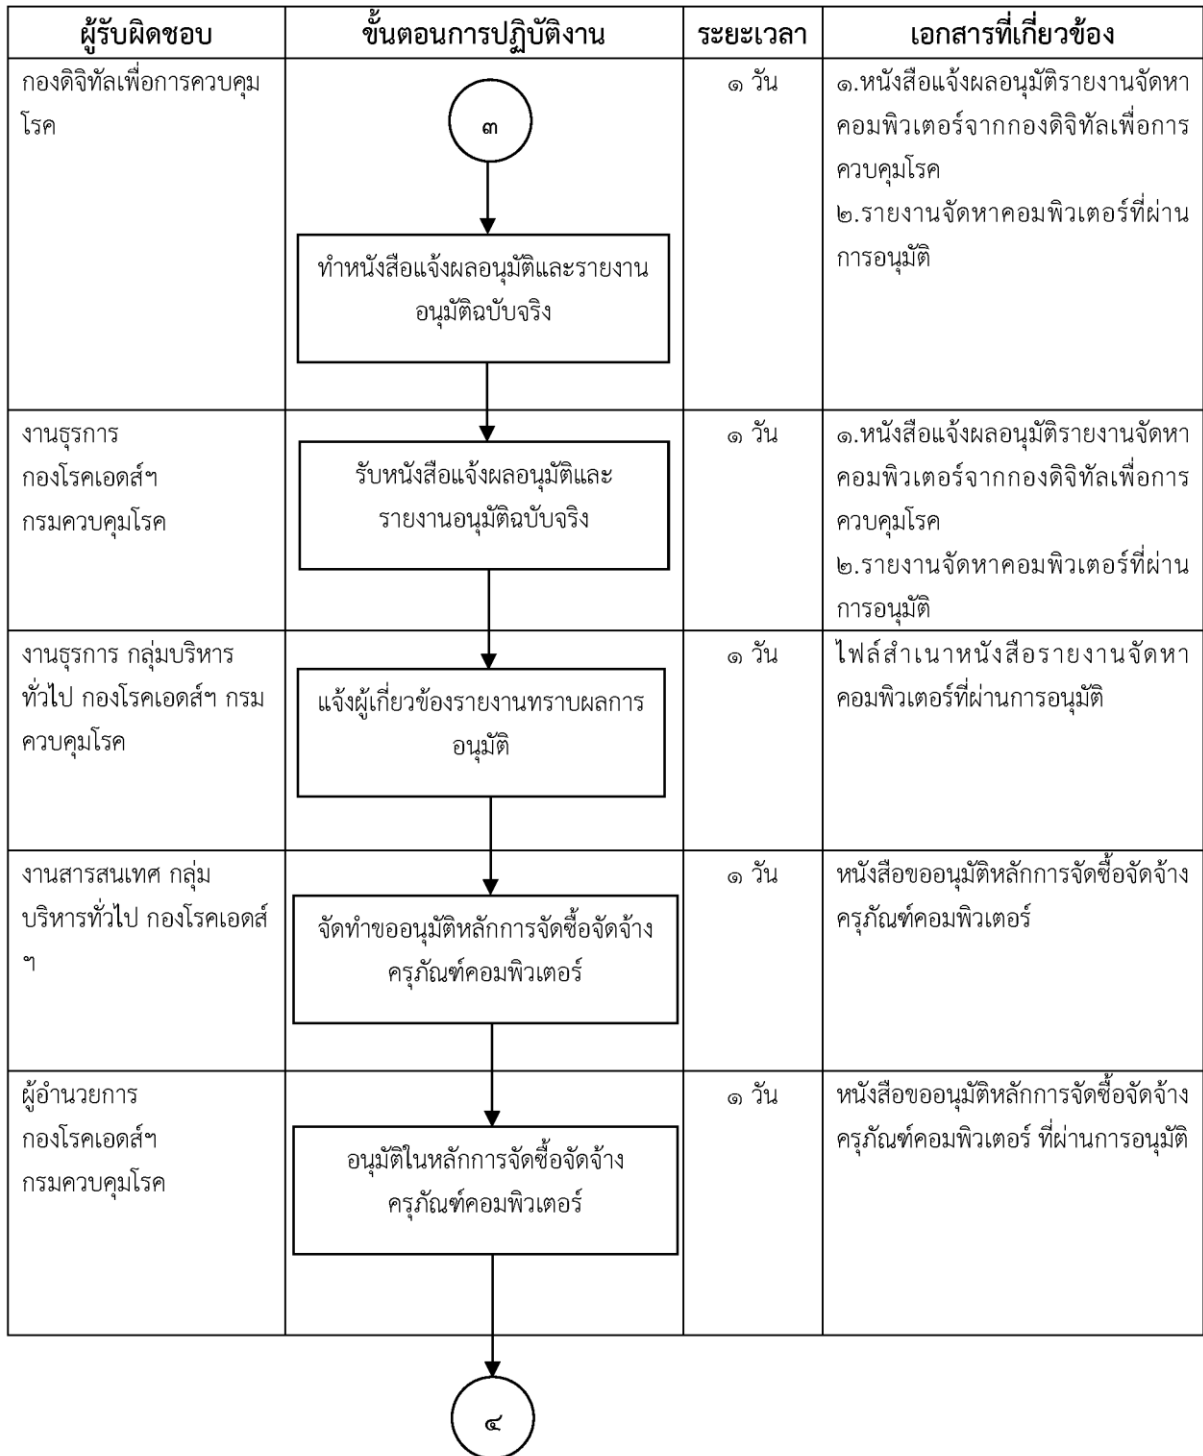 ผู้รับผิดชอบ
ขั้นตอนการปฏิบัติงาน
ระยะเวลา
เอกสารที่เกี่ยวข้อง
กองดิจิทัลเพื่อการควบคุม
โรค
๓
ทำหนังสือแจ้งผลอนุมัติและรายงาน
อนุมัติฉบับจริง
๑ วัน
๑.หนังสือแจ้งผลอนุมัติรายงานจัดหา
คอมพิวเตอร์จากกองดิจิทัลเพื่อการ
ควบคุมโรค
๒.รายงานจัดหาคอมพิวเตอร์ที่ผ่าน
การอนุมัติ
งานธุรการ
กองโรคเอดส์ฯ
กรมควบคุมโรค
รับหนังสือแจ้งผลอนุมัติและ
รายงานอนุมัติฉบับจริง
๑ วัน
๑.หนังสือแจ้งผลอนุมัติรายงานจัดหา
คอมพิวเตอร์จากกองดิจิทัลเพื่อการ
ควบคุมโรค
๒.รายงานจัดหาคอมพิวเตอร์ที่ผ่าน
การอนุมัติ
งานธุรการ กลุ่มบริหาร
ทั่วไป กองโรคเอดส์ฯ กรม
ควบคุมโรค
แจ้งผู้เกี่ยวข้องรายงานทราบผลการ
อนุมัติ
๑ วัน
ไฟล์สำเนาหนังสือรายงานจัดหา
คอมพิวเตอร์ที่ผ่านการอนุมัติ
งานสารสนเทศ กลุ่ม
บริหารทั่วไป กองโรคเอดส์
ฯ
จัดทำขออนุมัติหลักการจัดซื้อจัดจ้าง
ครุภัณฑ์คอมพิวเตอร์
๑ วัน
หนังสือขออนุมัติหลักการจัดซื้อจัดจ้าง
ครุภัณฑ์คอมพิวเตอร์
ผู้อำนวยการ
กองโรคเอดส์ฯ
กรมควบคุมโรค
อนุมัติในหลักการจัดซื้อจัดจ้าง
ครุภัณฑ์คอมพิวเตอร์
๑ วัน
หนังสือขออนุมัติหลักการจัดซื้อจัดจ้าง
ครุภัณฑ์คอมพิวเตอร์ ที่ผ่านการอนุมัติ
๔